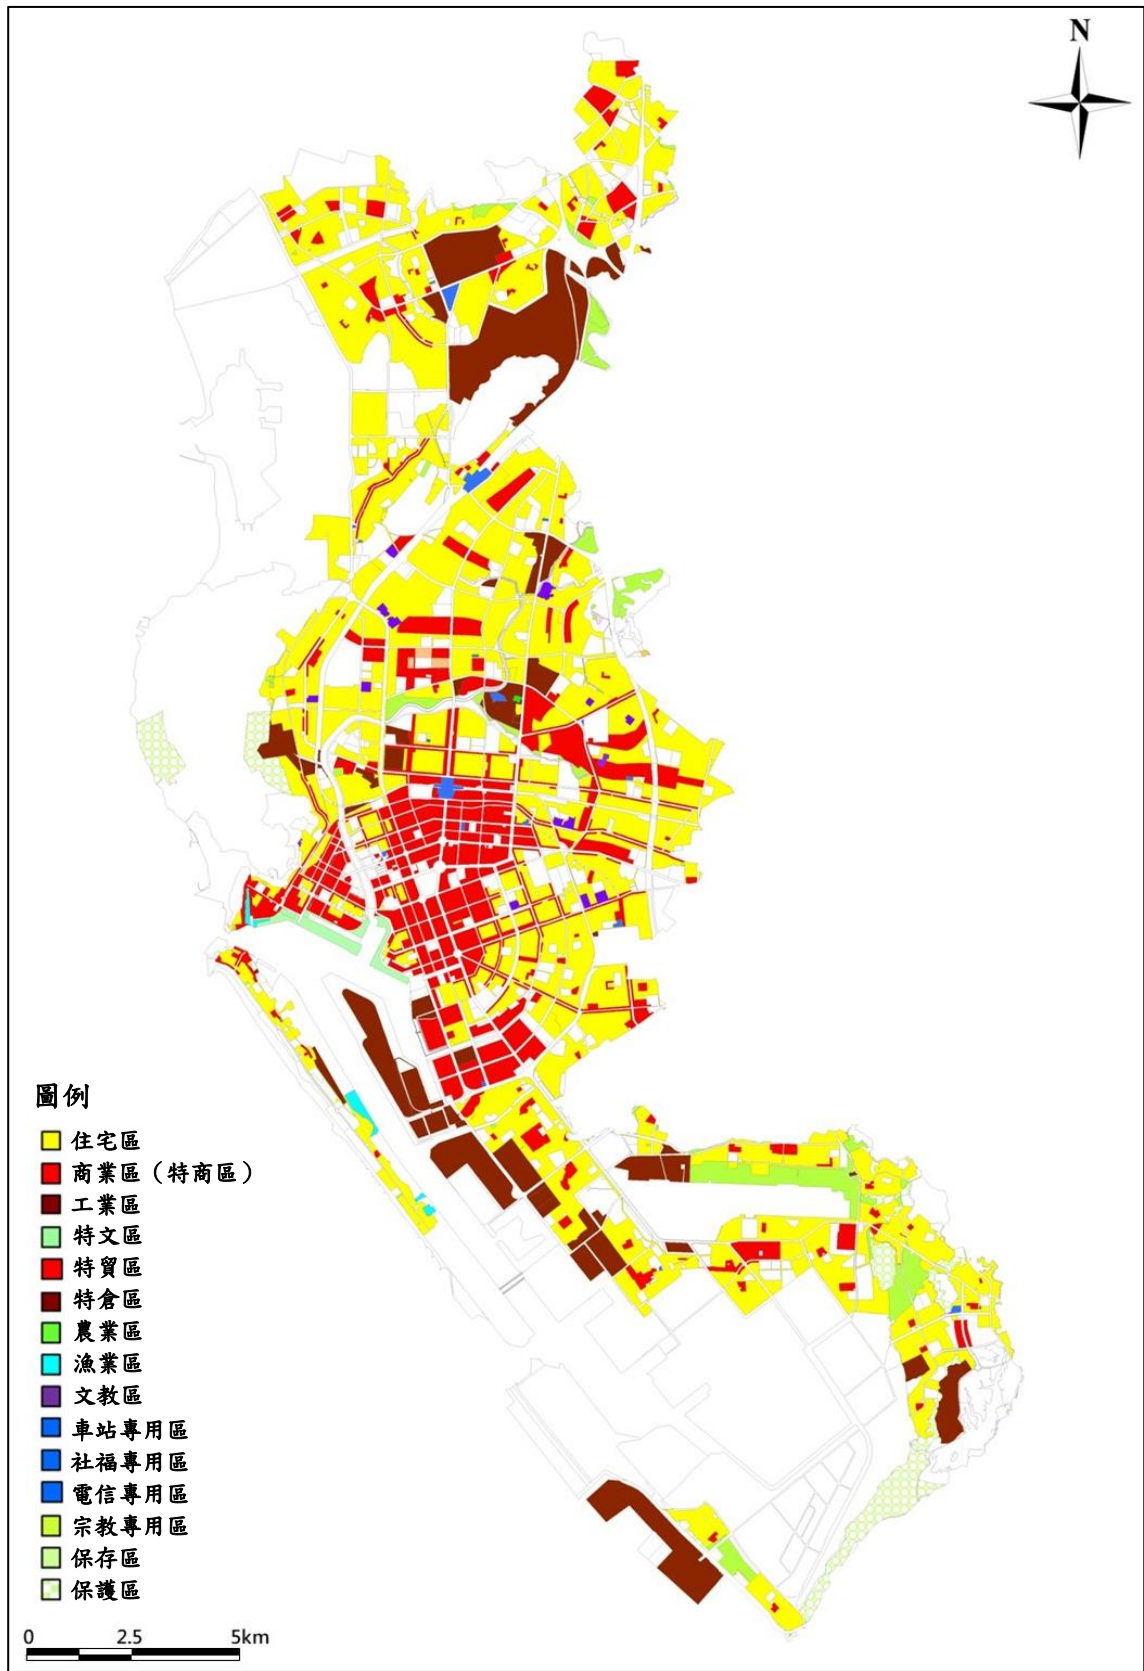 N
圖例
住宅區
商業區（特商區）
工業區
特文區
特貿區
特倉區
農業區
漁業區
文教區
車站專用區
社福專用區
電信專用區
宗教專用區
保存區
保護區
0 2.5 5km